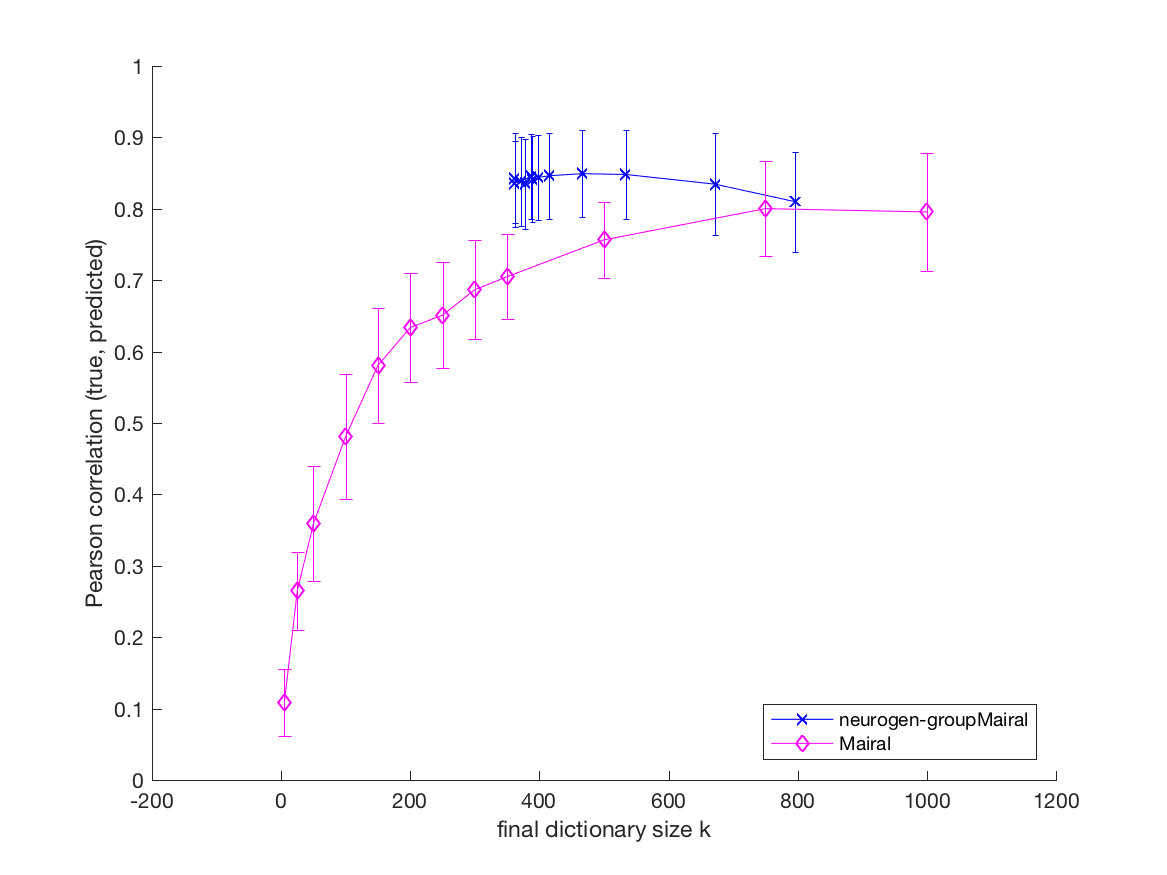 1
0.9
0.8
0.7
0.6
0.5
0.4
0.3
0.2
0.1
0
Pearson correlation (true, predicted)
neurogen-groupMairal
Mairal
-200 0 200 400 600 800 1000 1200
final dictionary size k